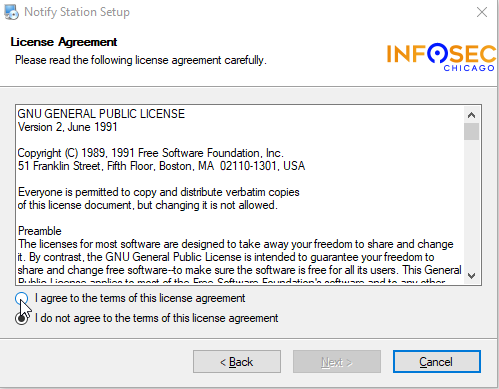 Notify Station Setup
License Agreement
Please read the following license agreement carefully.
INFOSEC
CHICAGO
GNU GENERAL PUBLIC LICENSE
Version 2, June 1991
Copyright (C) 1989, 1991 Free Software Foundation, Inc.
51 Franklin Street, Fifth Floor, Boston, MA  02110-1301, USA
Everyone is permitted to copy and distribute verbatim copies
of this license document, but changing it is not allowed.
Preamble
The licenses for most software are designed to take away your freedom to share and change
it. By contrast, the GNU General Public License is intended to guarantee your freedom to
share and change free software--to make sure the software is free for all its users. This General
Public License applies to most of the Free Software Foundation's software and to any other
I agree to the terms of this license agreement
I do not agree to the terms of this license agreement
< Back
Next >
Cancel